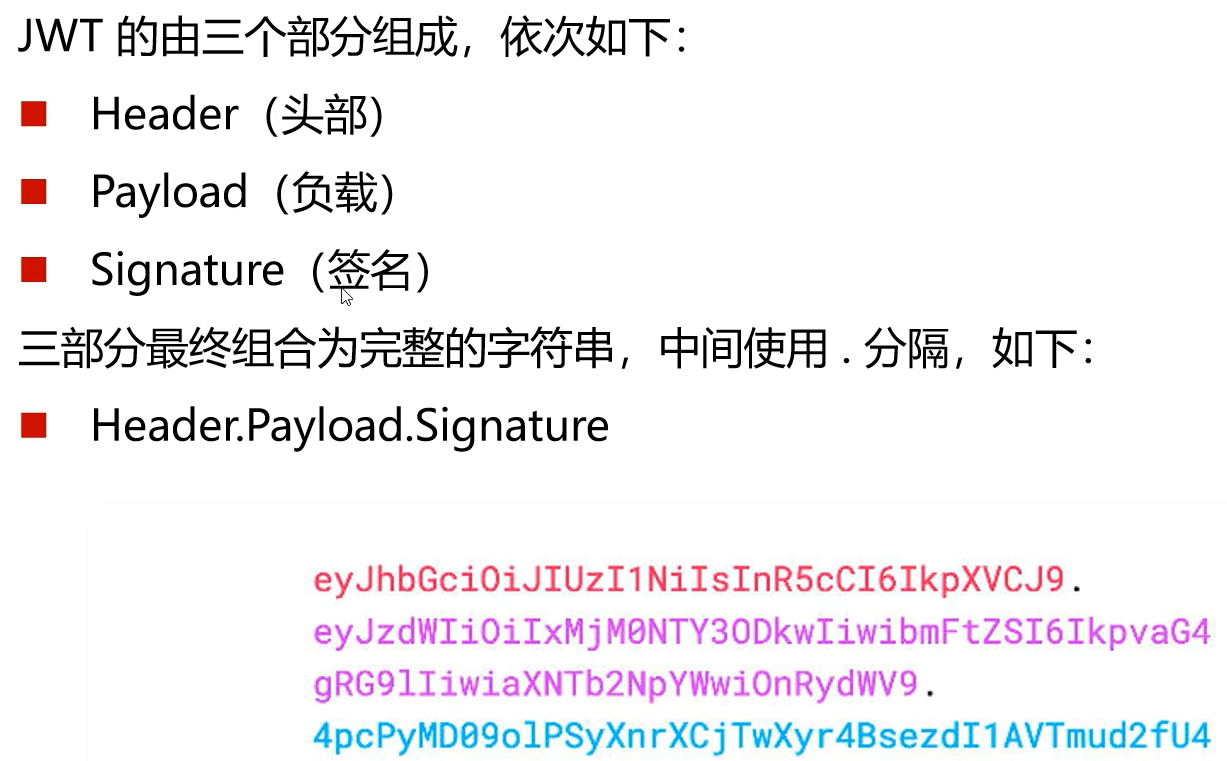 JWT 的由三个部分组成，依次如下：
Header（头部）
Payload（负载）
Signature（签名）
三部分最终组合为完整的字符串，中间使用 . 分隔，如下：
Header.Payload.Signature
eyJhbGciOiJIUzI1NiIsInR5cCI6IkpXVCJ9.
eyJzdWIiOiIxMjM0NTY3ODkwIiwibmFtZSI6IkpvaG4
gRG9lIiwiaXNTb2NpYWwiOnRydWV9.
4pcPyMD09olPSyXnrXCjTwXyr4BsezdI1AVTmud2fU4